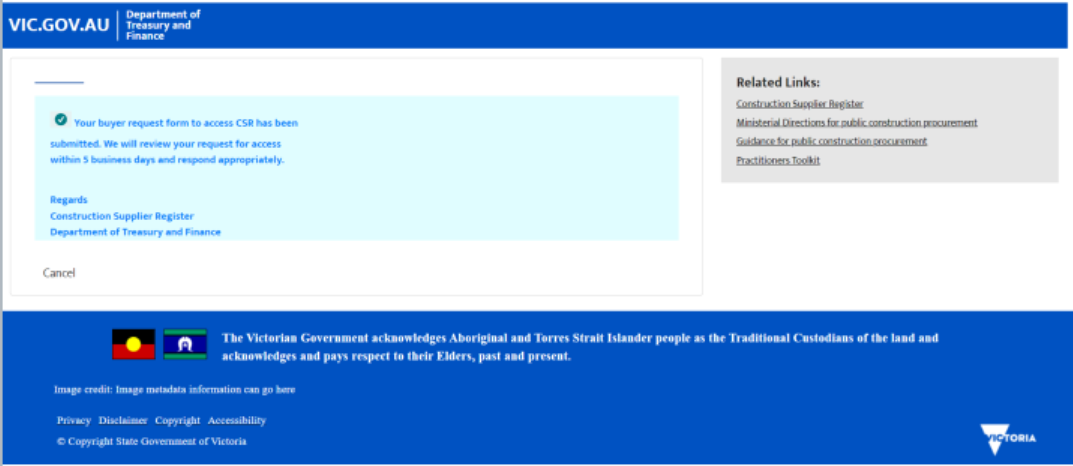 VIC.GOV.AU
Department of
Treasury and
Finance
Your buyer request form to access CSR has been
submitted. We will review your request for access
within 5 business days and respond appropriately.
Regards
Construction Supplier Register
Department of Treasury and Finance
Cancel
Related Links:
Construction Supplier Register
Ministerial Directions for public construction procurement
Guidance for public construction procurement
Practitioners Toolkit
The Victorian Government acknowledges Aboriginal and Torres Strait Islander people as the Traditional Custodians of the land and
acknowledges and pays respect to their Elders, past and present.
Image credit: Image metadata information can go here
Privacy Disclaimer Copyright Accessibility
© Copyright State Government of Victoria
VICTORIA